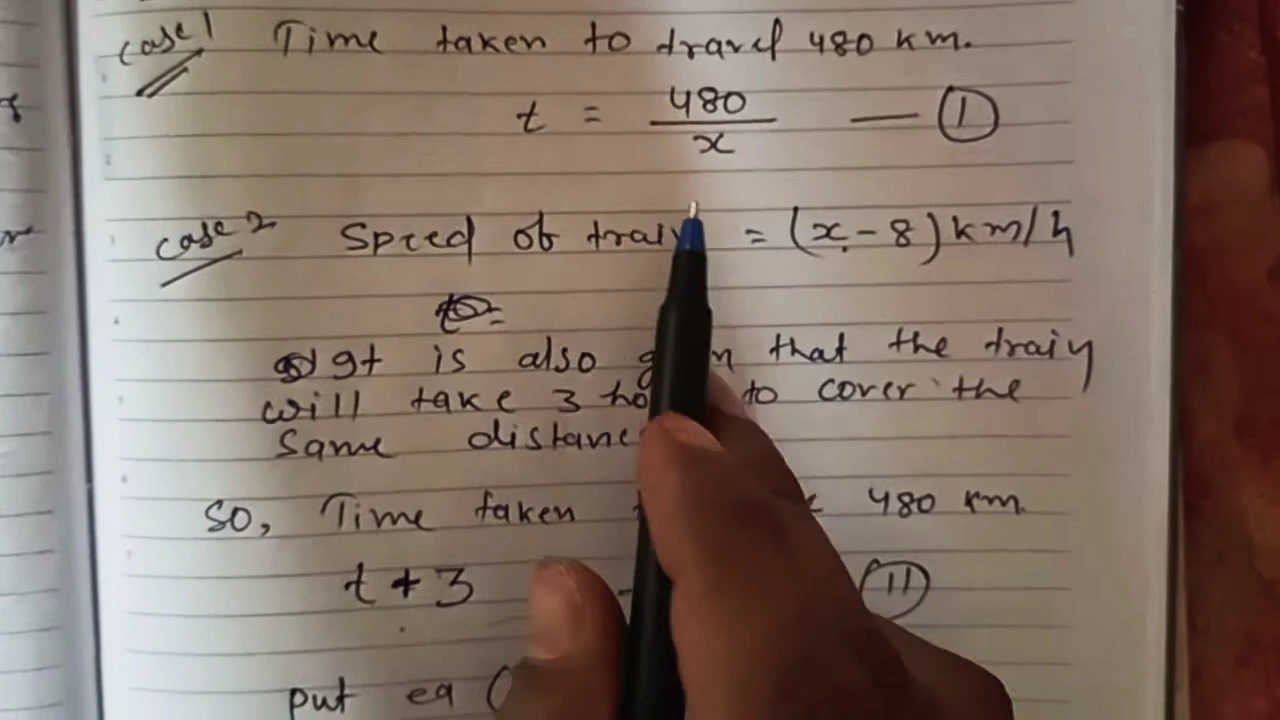 case 1 Time taken to travel 480 km.
t = 480/x — (1)
case 2 Speed of train = (x - 8) km/h
It is also that the train
will take 3 to cover the
same
So, Time taken 480 km.
t + 3 (11)
put eq (